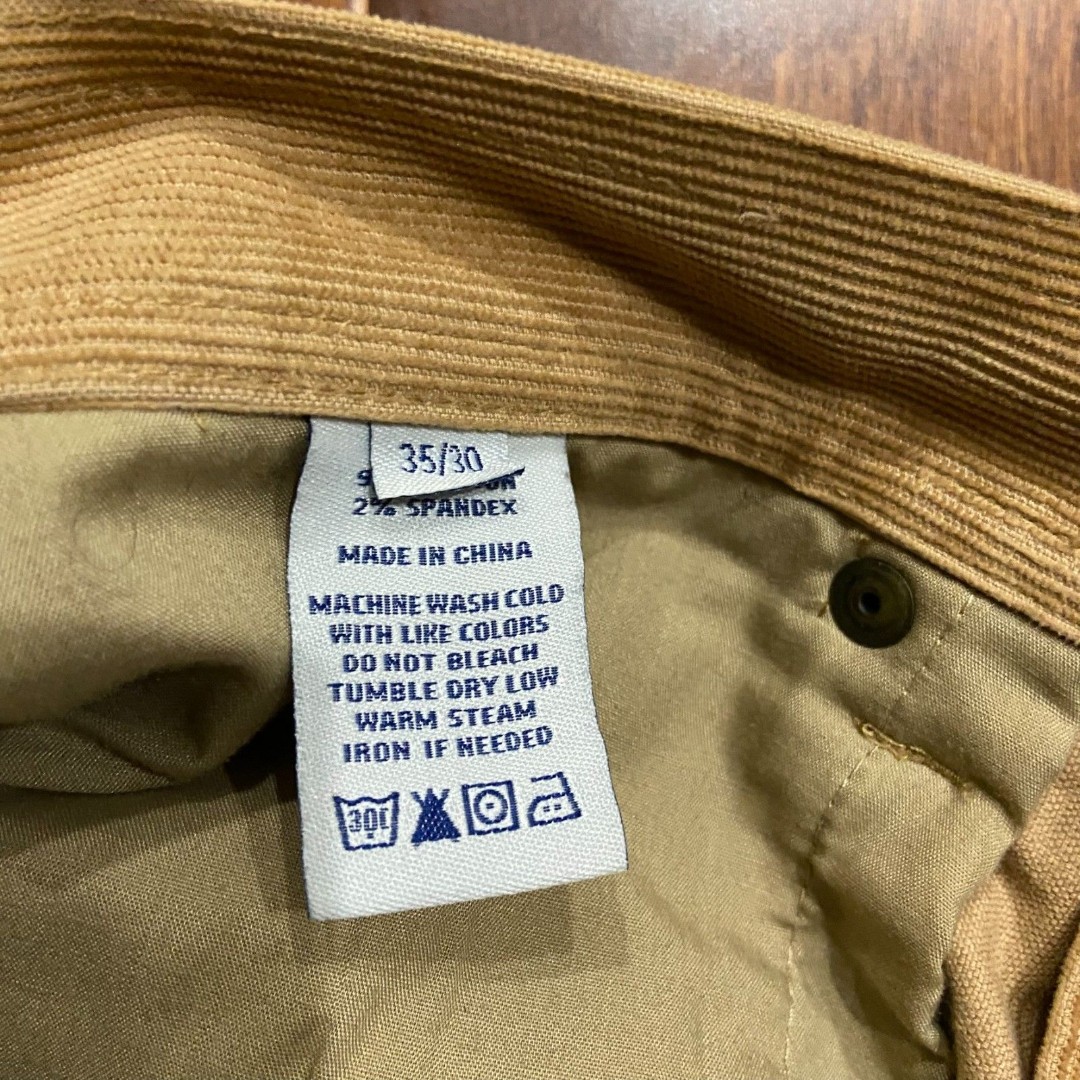 35/30
2% SPANDEX
MADE IN CHINA
MACHINE WASH COLD
WITH LIKE COLORS
DO NOT BLEACH
TUMBLE DRY LOW
WARM STEAM
IRON IF NEEDED
30C